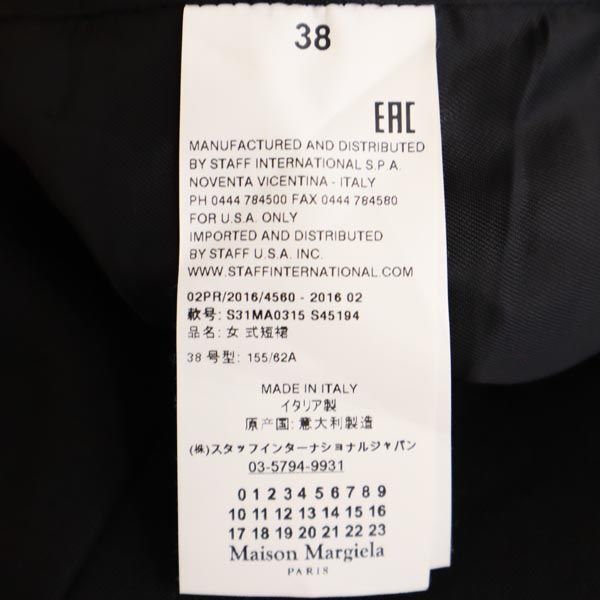 38
EAC
MANUFACTURED AND DISTRIBUTED
BY STAFF INTERNATIONAL S.P.A.
NOVENTA VICENTINA - ITALY
PH 0444 784500 FAX 0444 784580
FOR U.S.A. ONLY
IMPORTED AND DISTRIBUTED
BY STAFF U.S.A. INC.
WWW.STAFFINTERNATIONAL.COM
02PR/2016/4560 - 2016 02
款号: S31MA0315 S45194
品名: 女 式短裙
38 号型: 155/62A
MADE IN ITALY
イタリア製
原产国: 意大利製造
(株)スタッフインターナショナルジャパン
03-5794-9931
0 1 2 3 4 5 6 7 8 9
10 11 12 13 14 15 16
17 18 19 20 21 22 23
Maison Margiela
PARIS